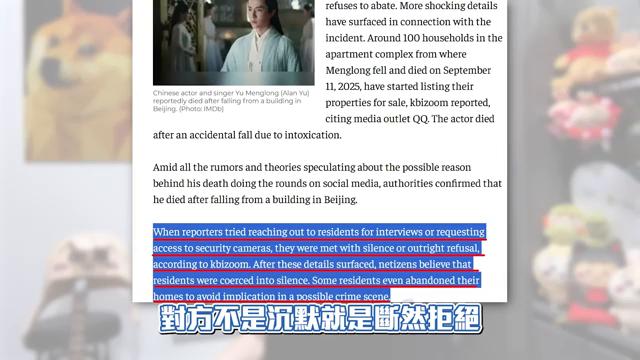 refuses to abate. More shocking details
have surfaced in connection with the
incident. Around 100 households in the
apartment complex from where
Menglong fell and died on September
11, 2025, have started listing their
properties for sale, kbizoom reported,
citing media outlet QQ. The actor died
after an accidental fall due to intoxication.
Chinese actor and singer Yu Menglong (Alan Yu)
reportedly died after falling from a building in
Beijing. (Photo: IMDb)
Amid all the rumors and theories speculating about the possible reason
behind his death doing the rounds on social media, authorities confirmed that
he died after falling from a building in Beijing.
When reporters tried reaching out to residents for interviews or requesting
access to security cameras, they were met with silence or outright refusal,
according to kbizoom. After these details surfaced, netizens believe that
residents were coerced into silence. Some residents even abandoned their
homes to avoid implication in a possible crime scene.
對方不是沉默就是斷然拒絕